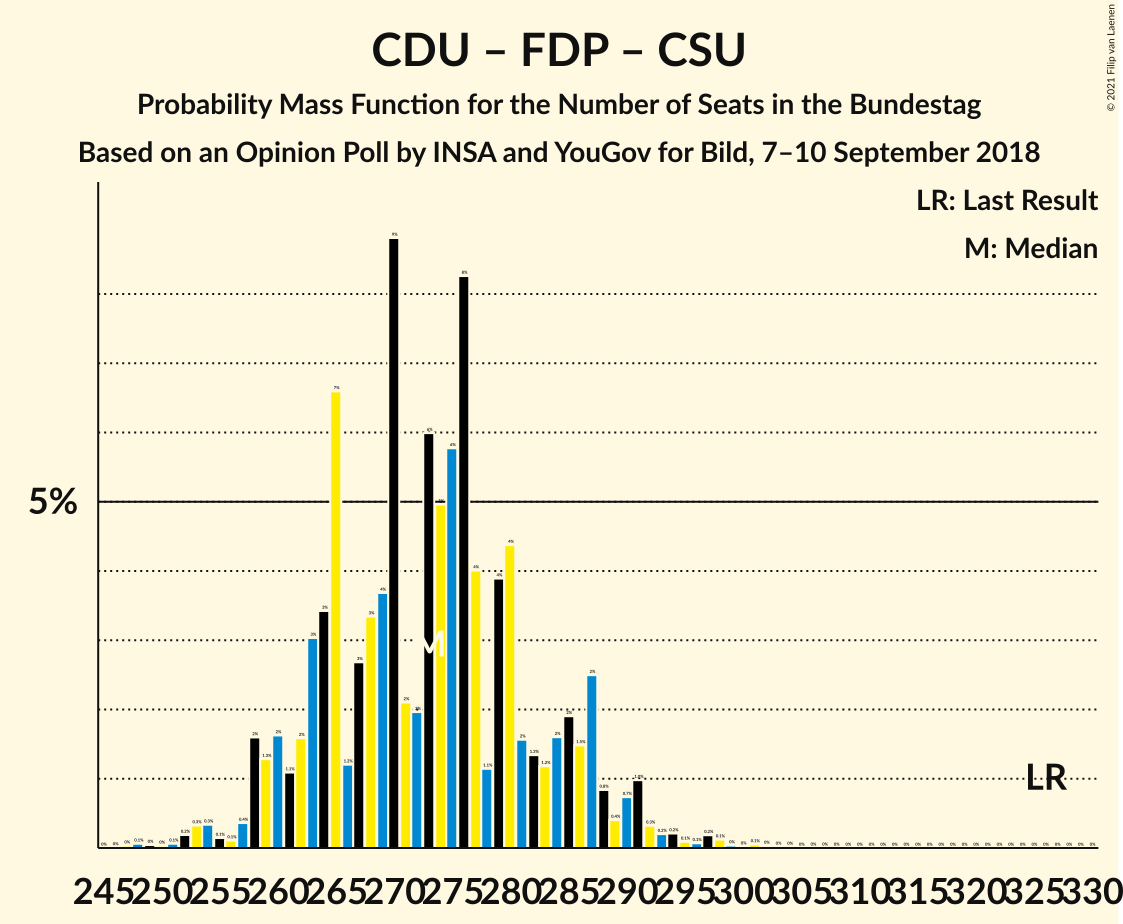 CDU – FDP – CSU
Probability Mass Function for the Number of Seats in the Bundestag
Based on an Opinion Poll by INSA and YouGov for Bild, 7–10 September 2018
© 2021 Filip van Laenen
LR: Last Result
M: Median
5%
M
LR
245 250 255 260 265 270 275 280 285 290 295 300 305 310 315 320 325 330